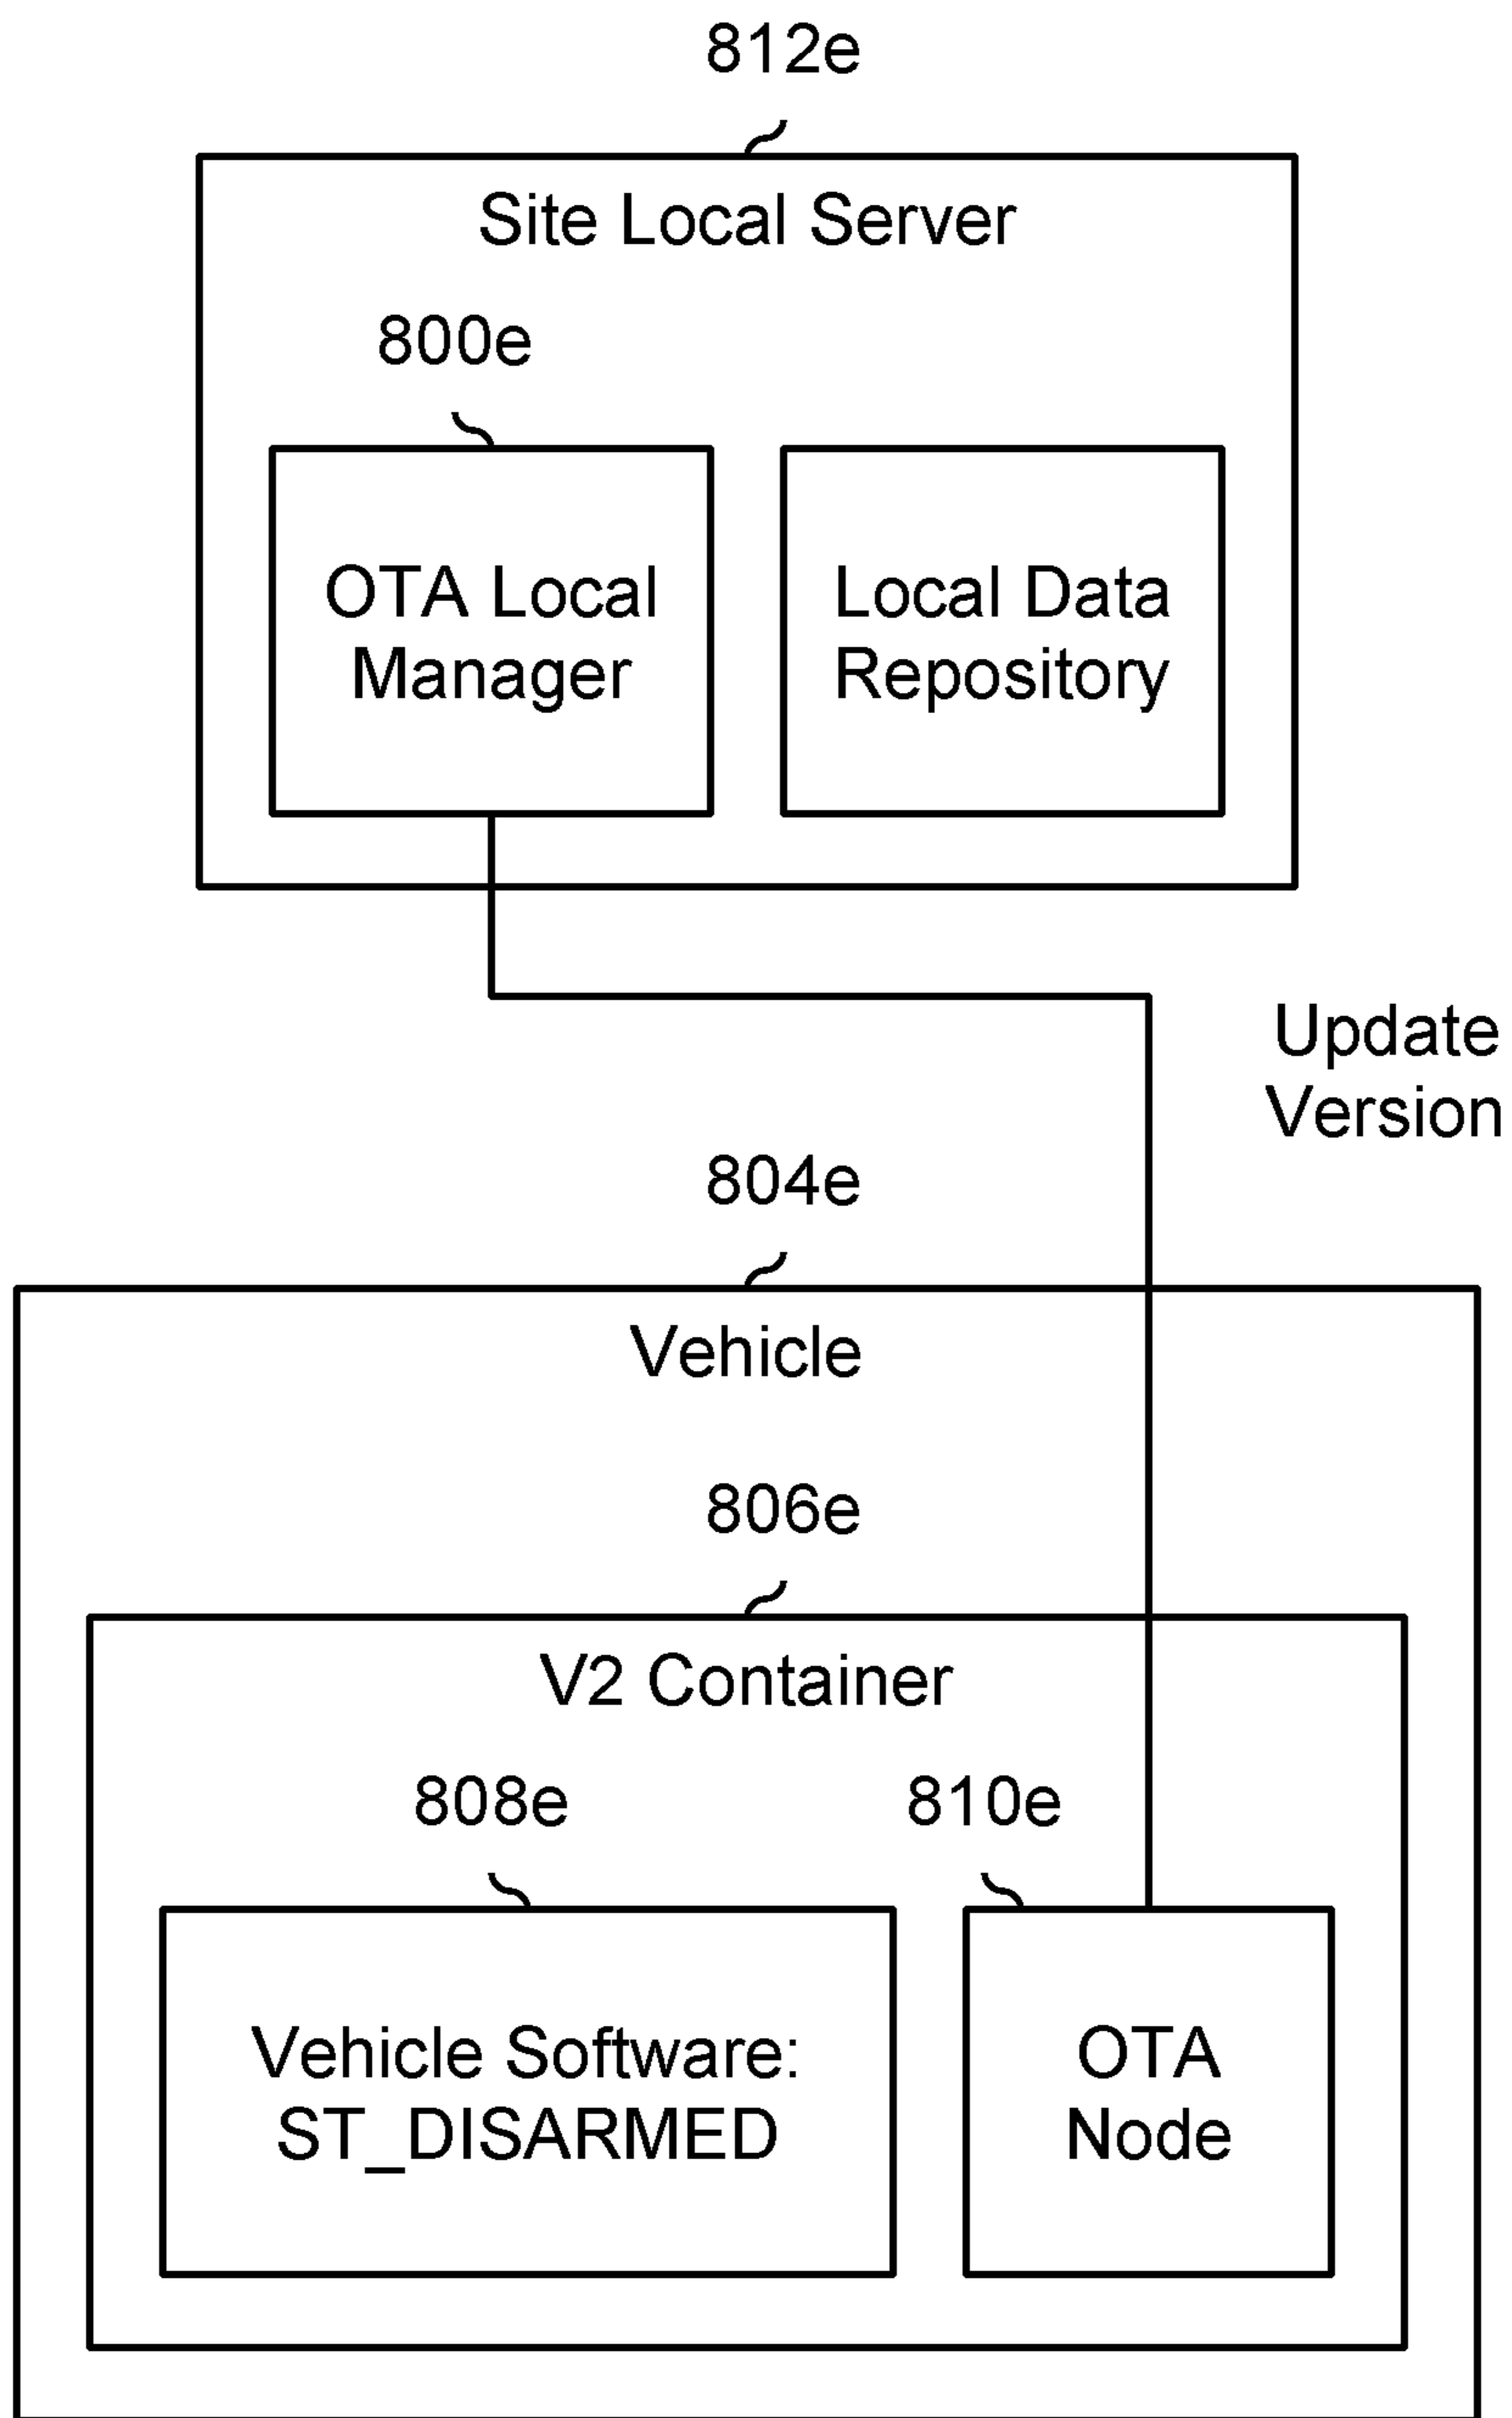 812e
Site Local Server
800e
OTA Local
Manager
Local Data
Repository
Update
Version
804e
Vehicle
806e
V2 Container
808e
810e
Vehicle Software:
ST_DISARMED
OTA
Node